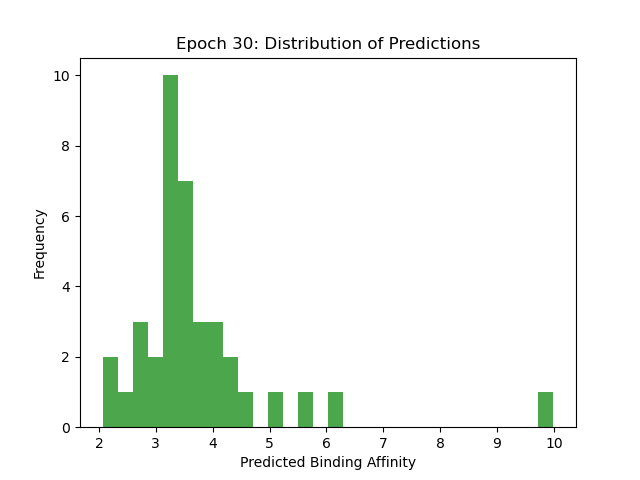 Epoch 30: Distribution of Predictions
Frequency
10
8
6
4
2
0
2 3 4 5 6 7 8 9 10
Predicted Binding Affinity